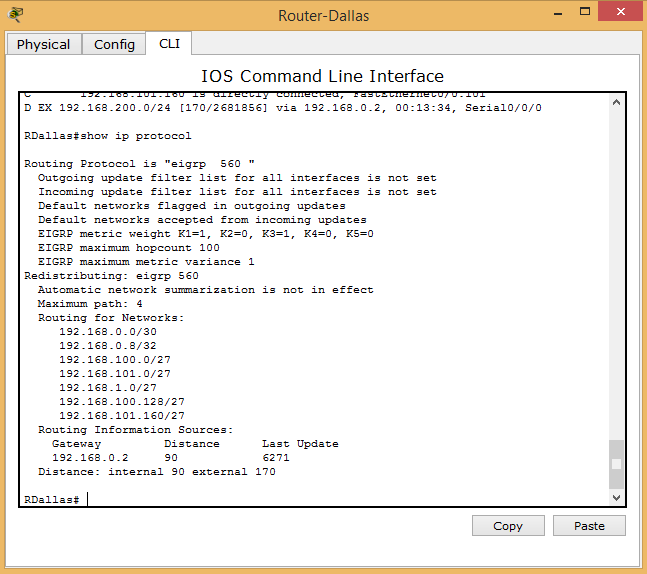 Router-Dallas
Physical Config CLI
IOS Command Line Interface
C 192.168.101.160 is directly connected, FastEthernet0/0.101
D EX 192.168.200.0/24 [170/2681856] via 192.168.0.2, 00:13:34, Serial0/0/0
RDallas#show ip protocol
Routing Protocol is "eigrp  560 "
Outgoing update filter list for all interfaces is not set
Incoming update filter list for all interfaces is not set
Default networks flagged in outgoing updates
Default networks accepted from incoming updates
EIGRP metric weight K1=1, K2=0, K3=1, K4=0, K5=0
EIGRP maximum hopcount 100
EIGRP maximum metric variance 1
Redistributing: eigrp 560
Automatic network summarization is not in effect
Maximum path: 4
Routing for Networks:
192.168.0.0/30
192.168.0.8/32
192.168.100.0/27
192.168.101.0/27
192.168.1.0/27
192.168.100.128/27
192.168.101.160/27
Routing Information Sources:
Gateway Distance Last Update
192.168.0.2 90 6271
Distance: internal 90 external 170
RDallas#
Copy Paste